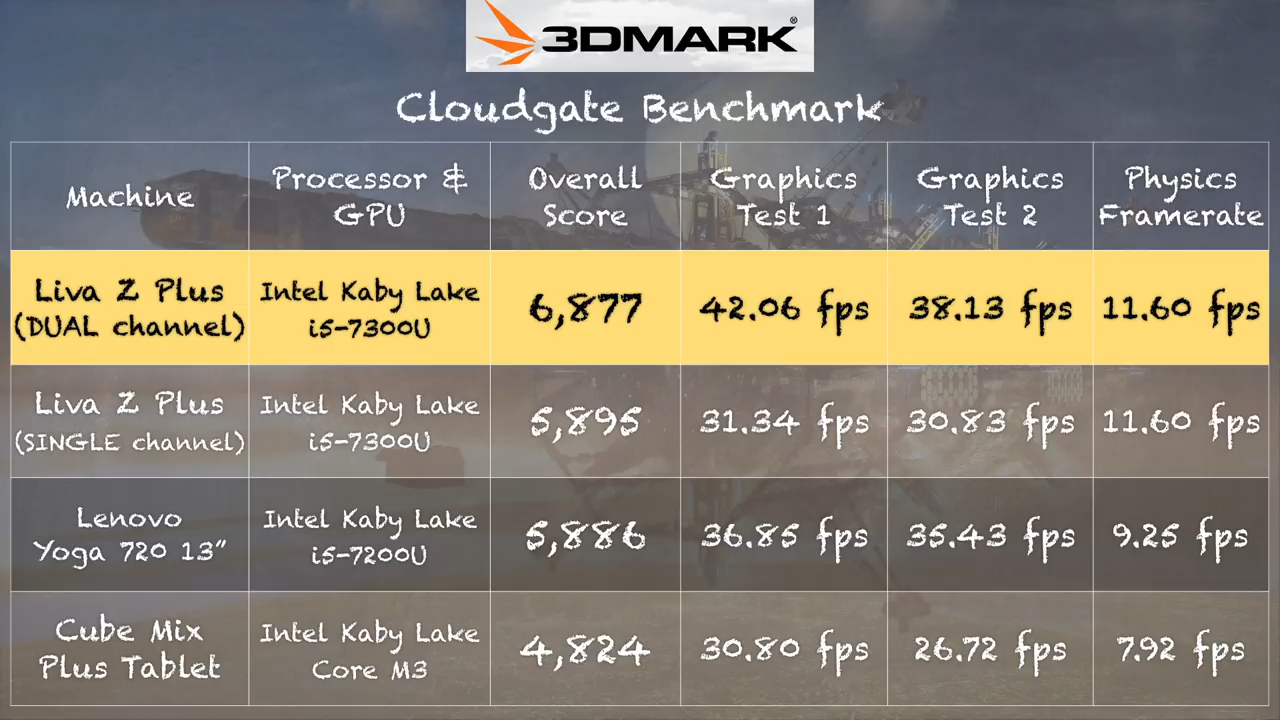 3DMARK®
Cloudgate Benchmark
Machine
Processor &
GPU
Overall
Score
Graphics
Test 1
Graphics
Test 2
Physics
Framerate
Liva Z Plus
(DUAL channel)
Intel Kaby Lake
i5-7300U
6,877
42.06 fps
38.13 fps
11.60 fps
Liva Z Plus
(SINGLE channel)
Intel Kaby Lake
i5-7300U
5,895
31.34 fps
30.83 fps
11.60 fps
Lenovo
Yoga 720 13”
Intel Kaby Lake
i5-7200U
5,886
36.85 fps
35.43 fps
9.25 fps
Cube Mix
Plus Tablet
Intel Kaby Lake
Core M3
4,824
30.80 fps
26.72 fps
7.92 fps